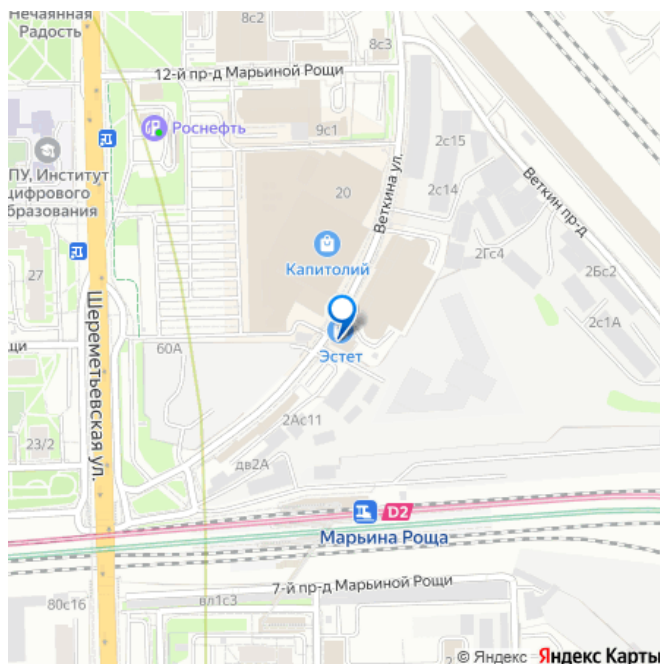 Нечаянная
Радость
8с2
8с3
12-й пр-д Марьиной Рощи
Роснефть
9с1
2с15
Веткина ул.
ПУ, Институт
цифрового
бразования
20
2с14
Веткин пр-д
Капитолий
2Гс4
2Бс2
27
2с1А
Шереметьевская ул.
щи
60А
Эстет
2Ас11
23/2
дв2А
D2
Марьина Роща
7-й пр-д Марьиной Рощи
80с16
вл1с3
2
© Яндекс Яндекс Карты